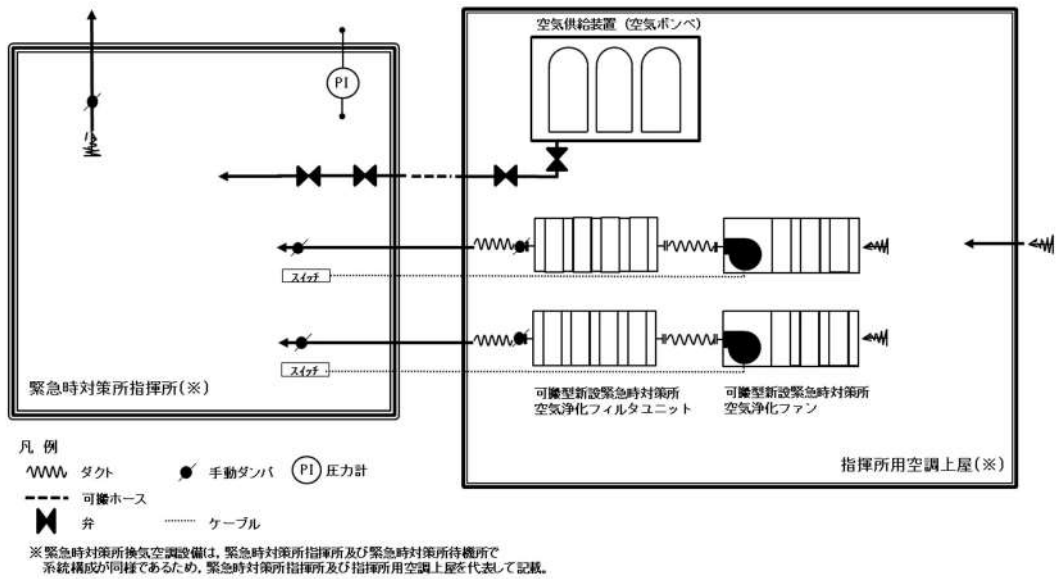 空気供給装置（空気ボンベ）
PI
スイッチ
スイッチ
緊急時対策所指揮所(※)
可搬型新設緊急時対策所
空気浄化フィルタユニット
可搬型新設緊急時対策所
空気浄化ファン
指揮所用空調上屋(※)
凡 例
ダクト
手動ダンパ
PI
圧力計
可搬ホース
弁
ケーブル
※緊急時対策所換気空調設備は、緊急時対策所指揮所及び緊急時対策所待機所で
系統構成が同様であるため、緊急時対策所指揮所及び指揮所用空調上屋を代表して記載。